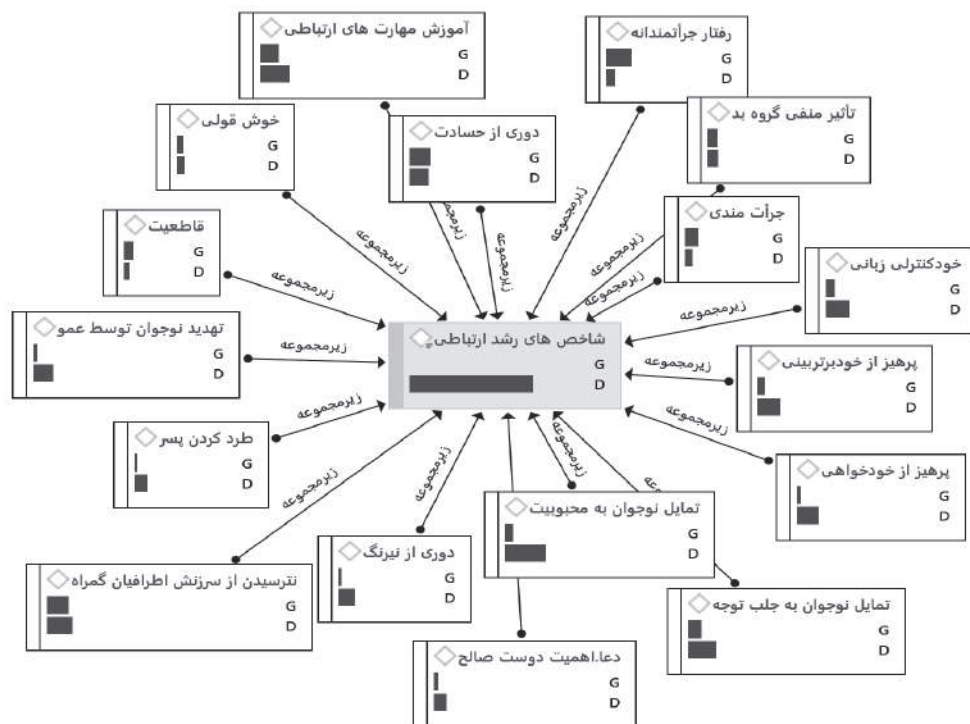 آموزش مهارت های ارتباطی
G
D
رفتار جرأتمندانه
G
D
خوش قولی
G
D
دوری از حسادت
G
D
تأثیر منفی گروه بد
G
D
قاطعیت
G
D
جرأت مندی
G
D
خودکنترلی زبانی
G
D
تهدید نوجوان توسط عمو
G
D
شاخص های رشد ارتباطی
G
D
پرهیز از خودبرتربینی
G
D
طرد کردن پسر
G
D
پرهیز از خودخواهی
G
D
تمایل نوجوان به محبوبیت
G
D
دوری از نیرنگ
G
D
نترسیدن از سرزنش اطرافیان گمراه
G
D
تمایل نوجوان به جلب توجه
G
D
دعا.اهمیت دوست صالح
G
D
زیرمجموعه
زیرمجموعه
زیرمجموعه
زیرمجموعه
زیرمجموعه
زیرمجموعه
زیرمجموعه
زیرمجموعه
زیرمجموعه
زیرمجموعه
زیرمجموعه
زیرمجموعه
زیرمجموعه
زیرمجموعه